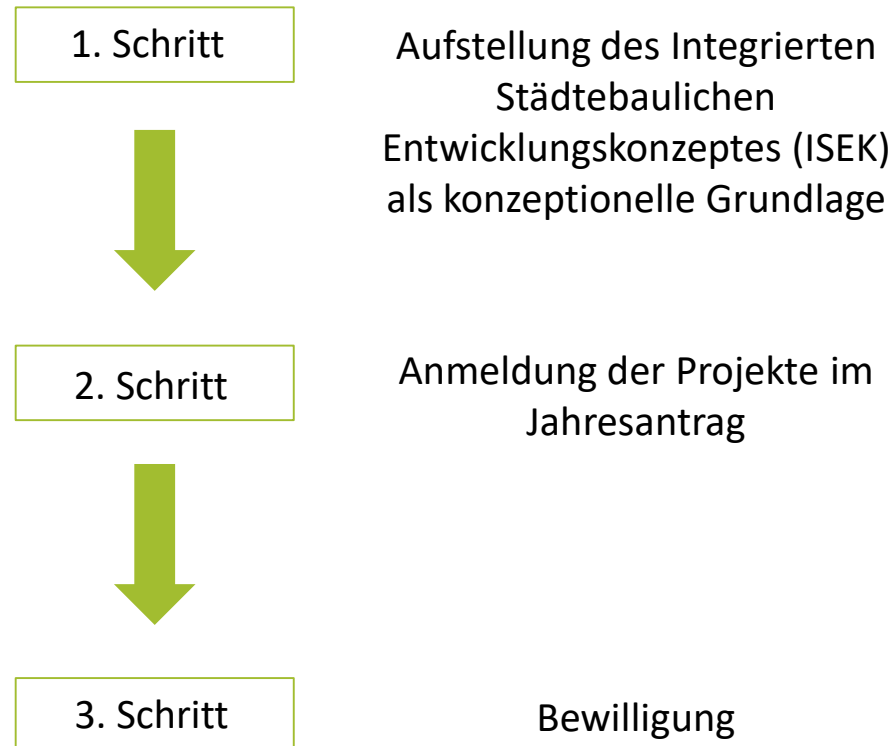 1. Schritt
Aufstellung des Integrierten
Städtebaulichen
Entwicklungskonzeptes (ISEK)
als konzeptionelle Grundlage
2. Schritt
Anmeldung der Projekte im
Jahresantrag
3. Schritt
Bewilligung